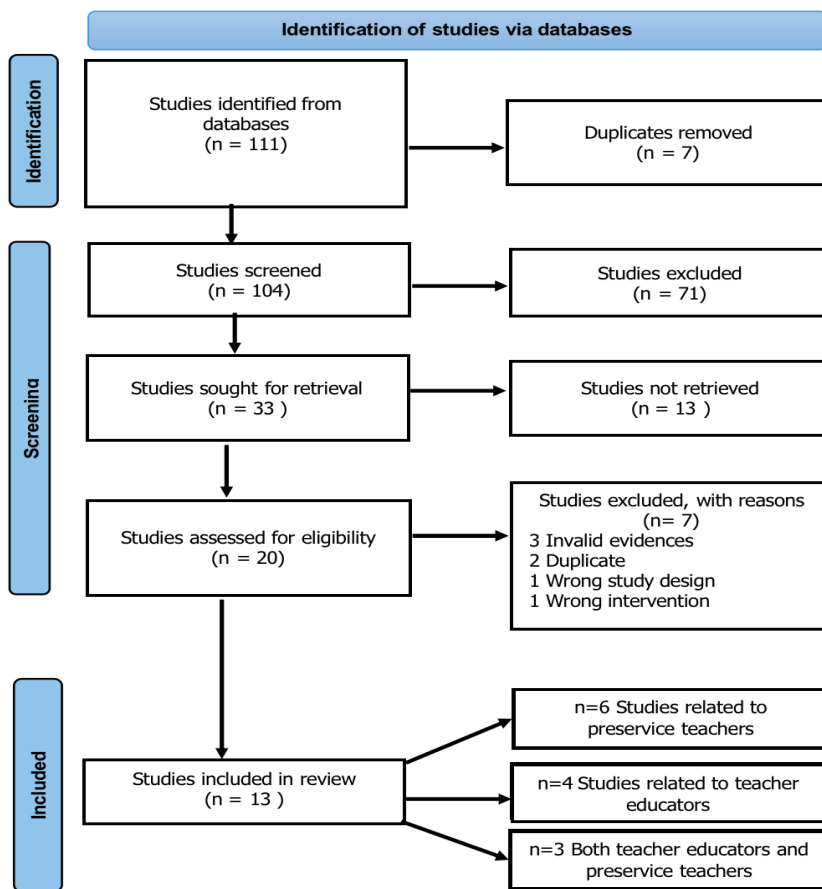 Identification of studies via databases
Identification
Studies identified from
databases
(n = 111)
Duplicates removed
(n = 7)
Screening
Studies screened
(n = 104)
Studies excluded
(n = 71)
Studies sought for retrieval
(n = 33 )
Studies not retrieved
(n = 13 )
Studies assessed for eligibility
(n = 20)
Studies excluded, with reasons
(n= 7)
3 Invalid evidences
2 Duplicate
1 Wrong study design
1 Wrong intervention
Included
Studies included in review
(n = 13 )
n=6 Studies related to
preservice teachers
n=4 Studies related to teacher
educators
n=3 Both teacher educators and
preservice teachers